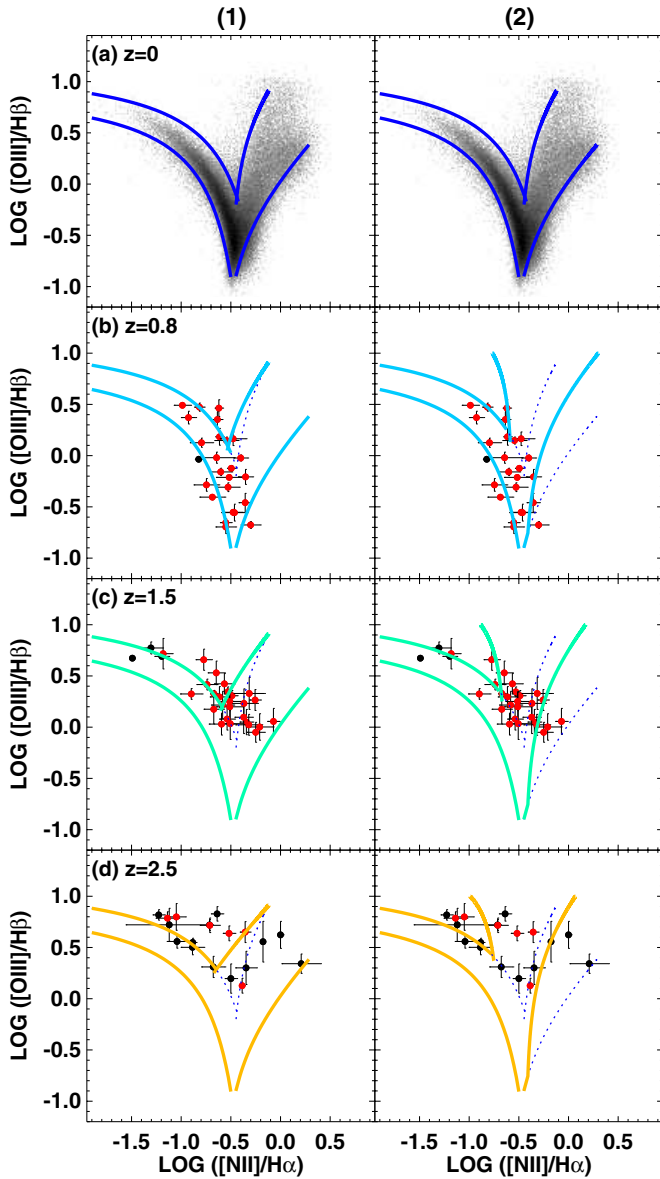 (1) (2)
(a) z=0
LOG ([OIII]/Hβ)
1.0
0.5
0.0
-0.5
-1.0
(b) z=0.8
LOG ([OIII]/Hβ)
1.0
0.5
0.0
-0.5
-1.0
(c) z=1.5
LOG ([OIII]/Hβ)
1.0
0.5
0.0
-0.5
-1.0
(d) z=2.5
LOG ([OIII]/Hβ)
1.0
0.5
0.0
-0.5
-1.0
-1.5 -1.0 -0.5 0.0 0.5 -1.5 -1.0 -0.5 0.0 0.5
LOG ([NII]/Hα) LOG ([NII]/Hα)